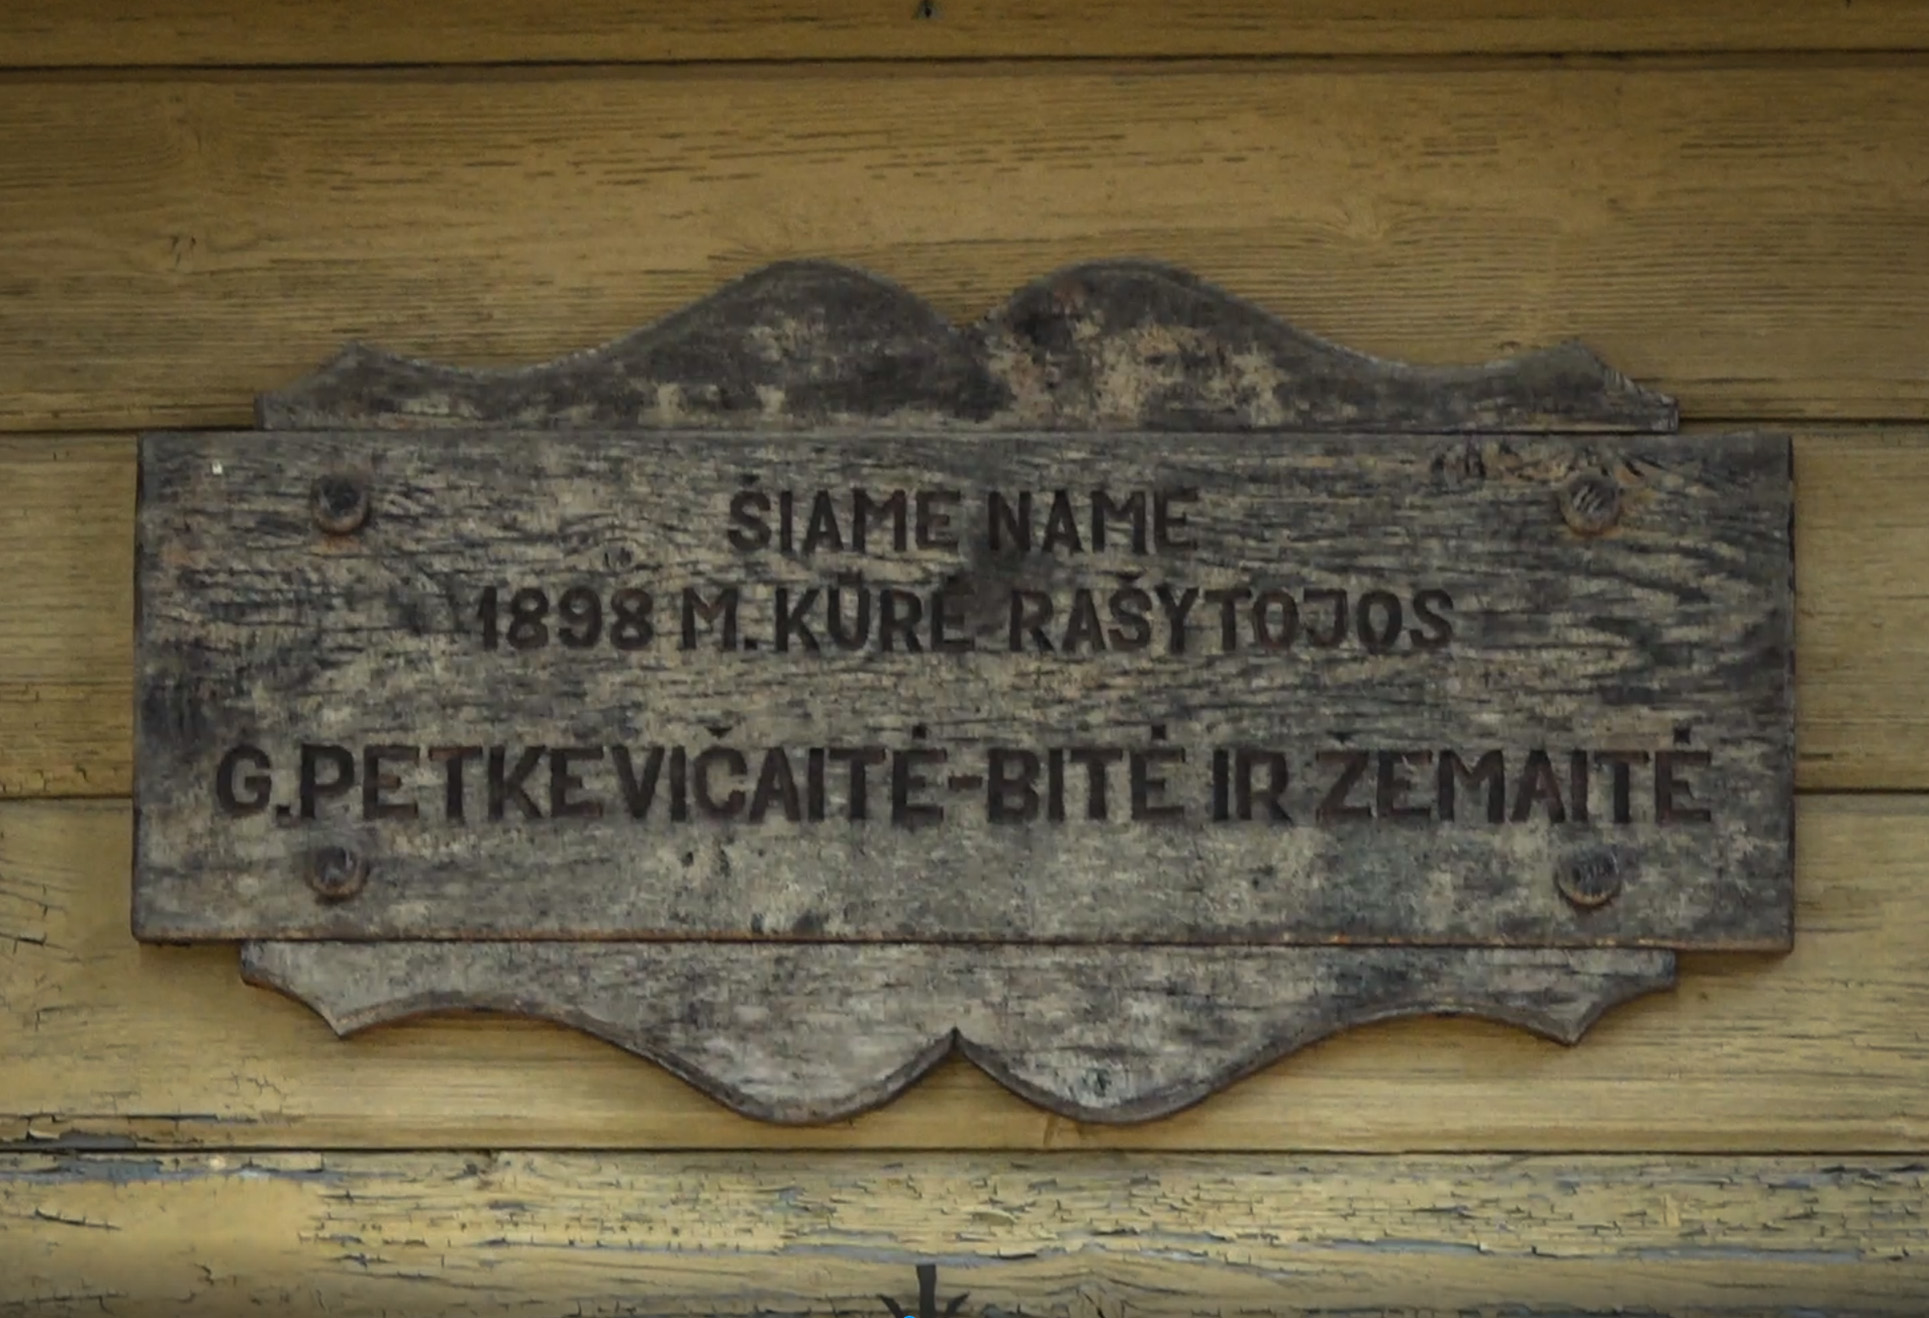 ŠIAME NAME
1898 M. KŪRĖ RAŠYTOJOS
G.PETKEVIČAITĖ-BITĖ IR ŽEMAITĖ